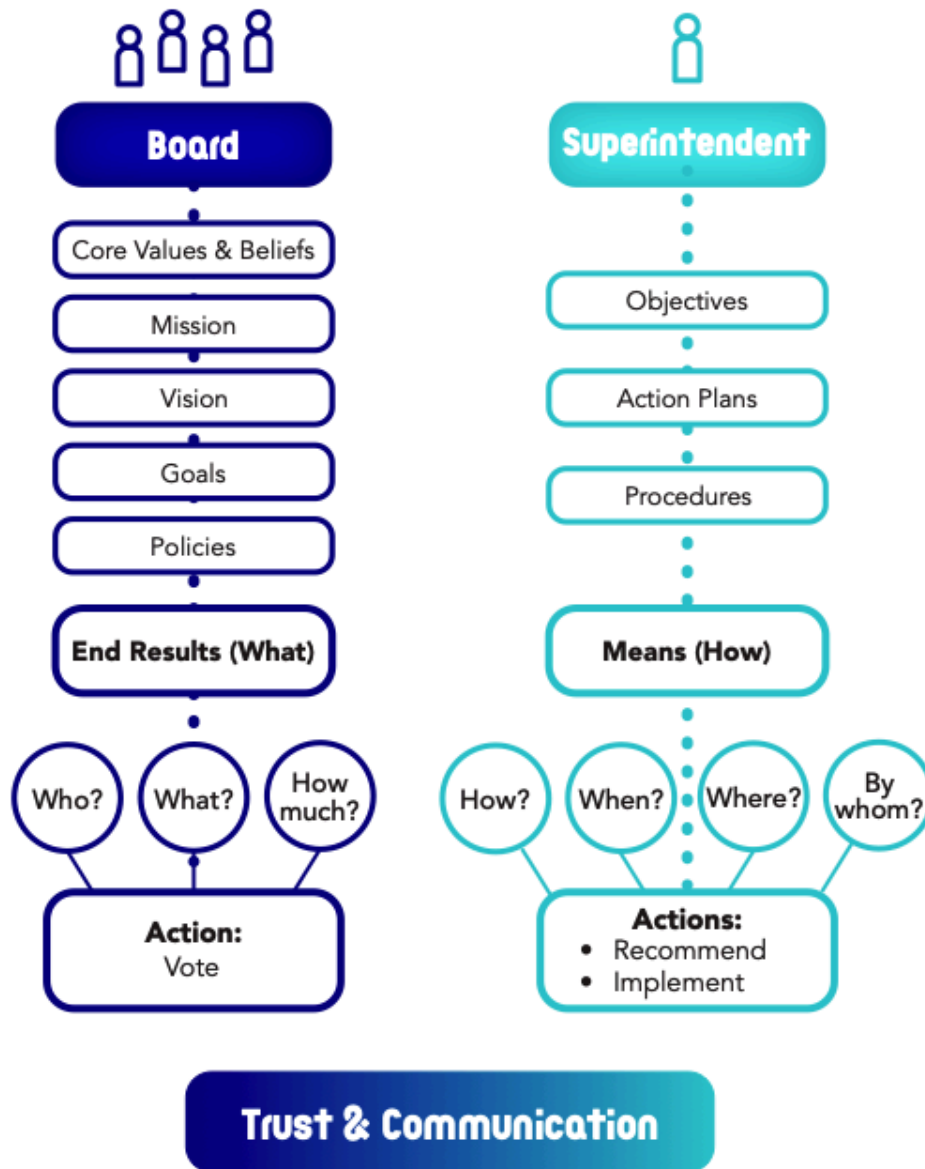 Board
Core Values & Beliefs
Mission
Vision
Goals
Policies
End Results (What)
Who?
What?
How
much?
Action:
Vote
Superintendent
Objectives
Action Plans
Procedures
Means (How)
How?
When?
Where?
By
whom?
Actions:
• Recommend
• Implement
Trust & Communication